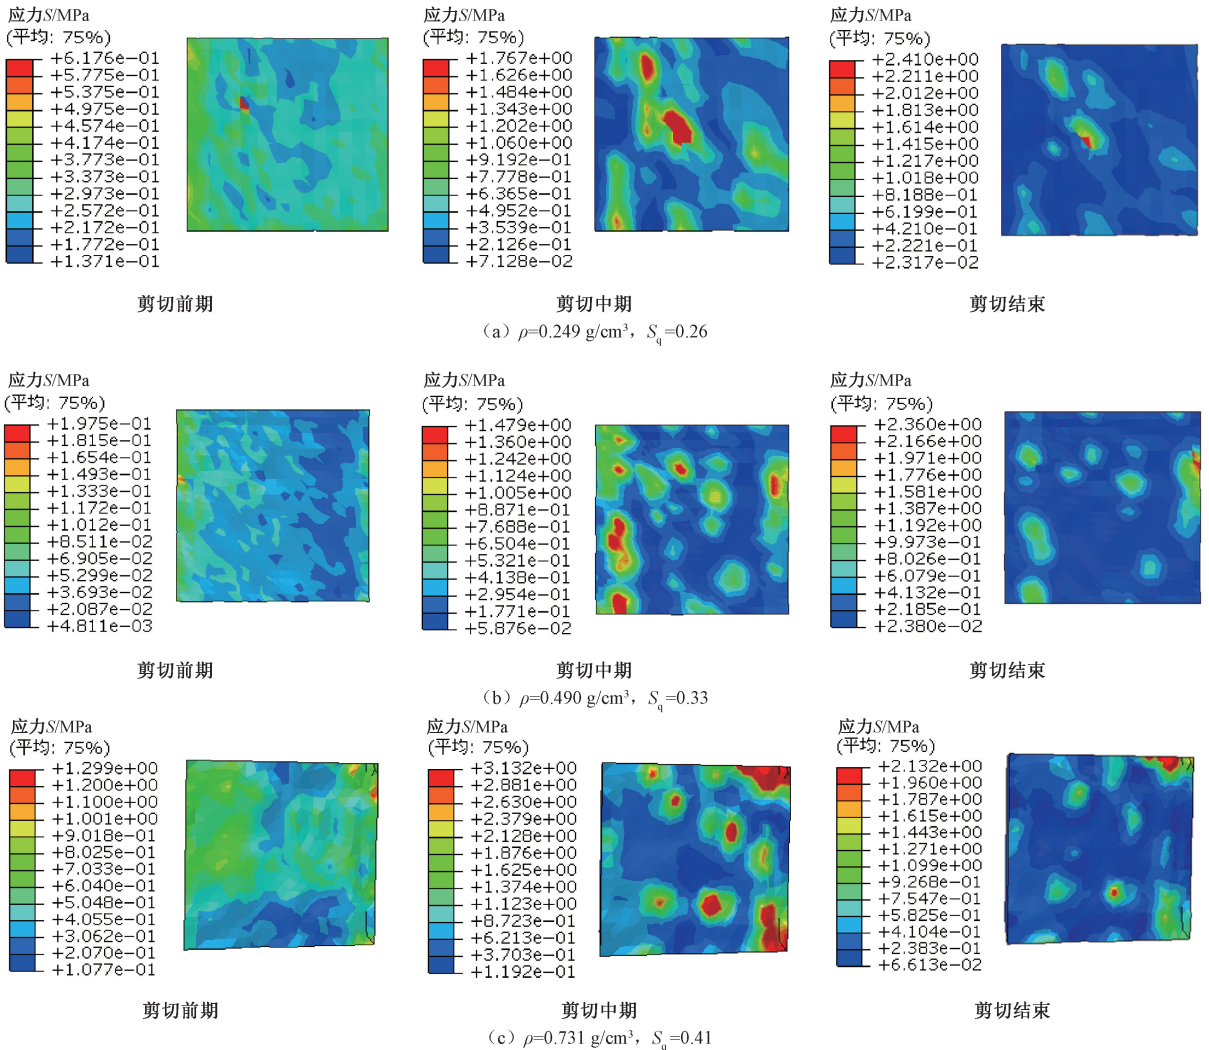 应力S/MPa
(平均: 75%)
+6.176e−01
+5.775e−01
+5.375e−01
+4.975e−01
+4.574e−01
+4.174e−01
+3.773e−01
+3.373e−01
+2.973e−01
+2.572e−01
+2.172e−01
+1.772e−01
+1.371e−01
剪切前期
应力S/MPa
(平均: 75%)
+1.767e+00
+1.626e+00
+1.484e+00
+1.343e+00
+1.202e+00
+1.060e+00
+9.192e−01
+7.778e−01
+6.365e−01
+4.952e−01
+3.539e−01
+2.126e−01
+7.128e−02
剪切中期
应力S/MPa
(平均: 75%)
+2.410e+00
+2.211e+00
+2.012e+00
+1.813e+00
+1.614e+00
+1.415e+00
+1.217e+00
+1.018e+00
+8.188e−01
+6.199e−01
+4.210e−01
+2.221e−01
+2.317e−02
剪切结束
（a）ρ=0.249 g/cm³，Sq=0.26
应力S/MPa
(平均: 75%)
+1.975e−01
+1.815e−01
+1.654e−01
+1.493e−01
+1.333e−01
+1.172e−01
+1.012e−01
+8.511e−02
+6.905e−02
+5.299e−02
+3.693e−02
+2.087e−02
+4.811e−03
剪切前期
应力S/MPa
(平均: 75%)
+1.479e+00
+1.360e+00
+1.242e+00
+1.124e+00
+1.005e+00
+8.871e−01
+7.688e−01
+6.504e−01
+5.321e−01
+4.138e−01
+2.954e−01
+1.771e−01
+5.876e−02
剪切中期
应力S/MPa
(平均: 75%)
+2.360e+00
+2.166e+00
+1.971e+00
+1.776e+00
+1.581e+00
+1.387e+00
+1.192e+00
+9.973e−01
+8.026e−01
+6.079e−01
+4.132e−01
+2.185e−01
+2.380e−02
剪切结束
（b）ρ=0.490 g/cm³，Sq=0.33
应力S/MPa
(平均: 75%)
+1.299e+00
+1.200e+00
+1.100e+00
+1.001e+00
+9.018e−01
+8.025e−01
+7.033e−01
+6.040e−01
+5.048e−01
+4.055e−01
+3.062e−01
+2.070e−01
+1.077e−01
剪切前期
应力S/MPa
(平均: 75%)
+3.132e+00
+2.881e+00
+2.630e+00
+2.379e+00
+2.128e+00
+1.876e+00
+1.625e+00
+1.374e+00
+1.123e+00
+8.723e−01
+6.213e−01
+3.703e−01
+1.192e−01
剪切中期
应力S/MPa
(平均: 75%)
+2.132e+00
+1.960e+00
+1.787e+00
+1.615e+00
+1.443e+00
+1.271e+00
+1.099e+00
+9.268e−01
+7.547e−01
+5.825e−01
+4.104e−01
+2.383e−01
+6.613e−02
剪切结束
（c）ρ=0.731 g/cm³，Sq=0.41